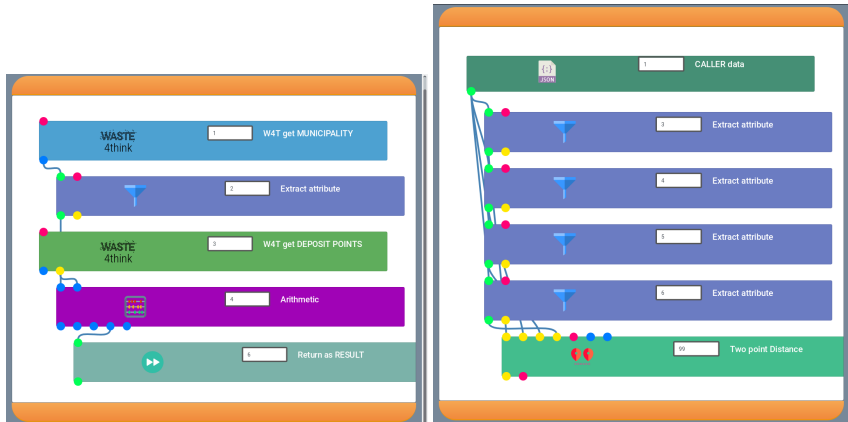 WASTE
4think
1
W4T get MUNICIPALITY
2
Extract attribute
WASTE
4think
3
W4T get DEPOSIT POINTS
4
Arithmetic
6
Return as RESULT
{:}
JSON
1
CALLER data
3
Extract attribute
4
Extract attribute
5
Extract attribute
6
Extract attribute
99
Two point Distance